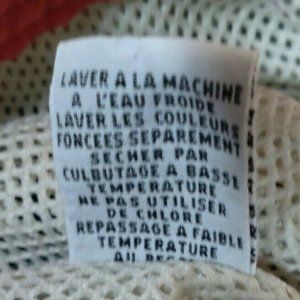 LAVER A LA MACHINE
A L'EAU FROIDE
LAVER LES COULEURS
FONCEES SEPAREMENT
SECHER PAR
CULBUTAGE A BASSE
TEMPERATURE
NE PAS UTILISER
DE CHLORE
REPASSAGE A FAIBLE
TEMPERATURE
AU